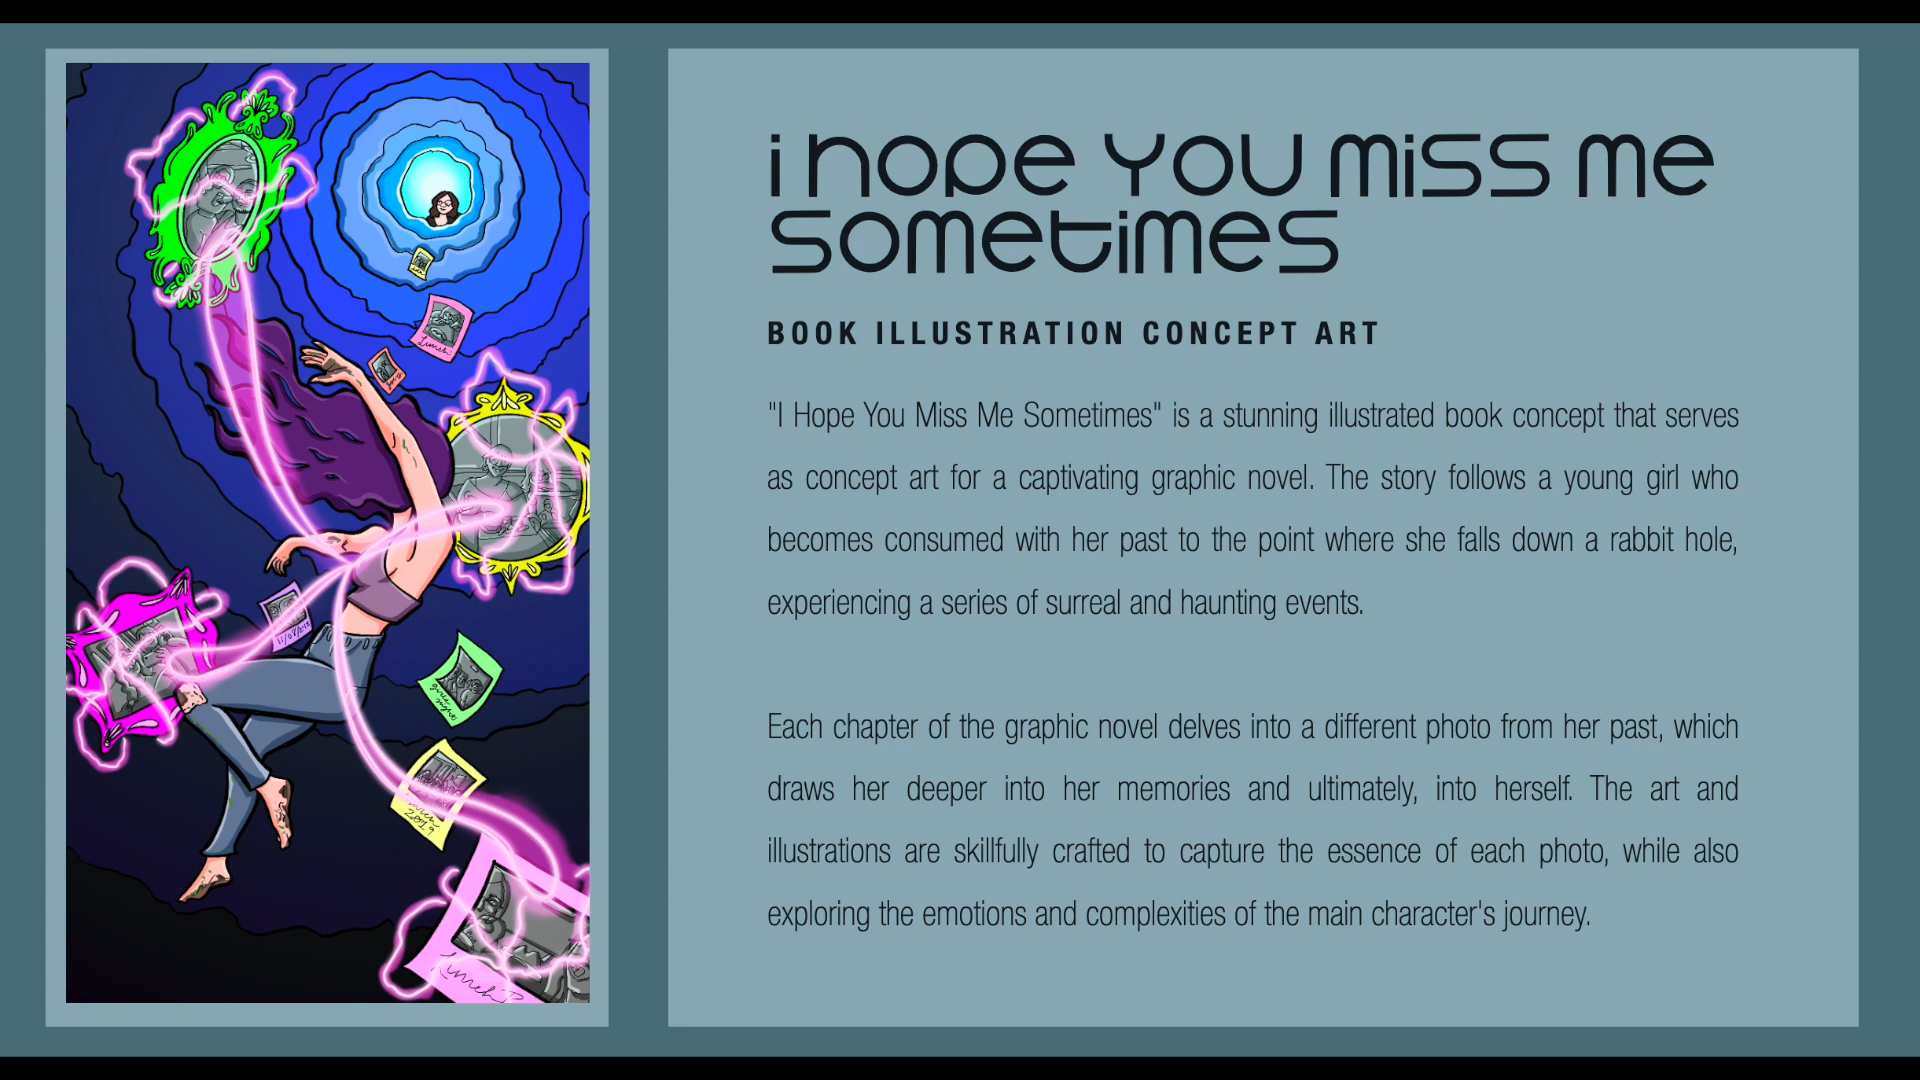 i hope you miss me
sometimes
BOOK ILLUSTRATION CONCEPT ART
"I Hope You Miss Me Sometimes" is a stunning illustrated book concept that serves
as concept art for a captivating graphic novel. The story follows a young girl who
becomes consumed with her past to the point where she falls down a rabbit hole,
experiencing a series of surreal and haunting events.
Each chapter of the graphic novel delves into a different photo from her past, which
draws her deeper into her memories and ultimately, into herself. The art and
illustrations are skillfully crafted to capture the essence of each photo, while also
exploring the emotions and complexities of the main character's journey.
2019